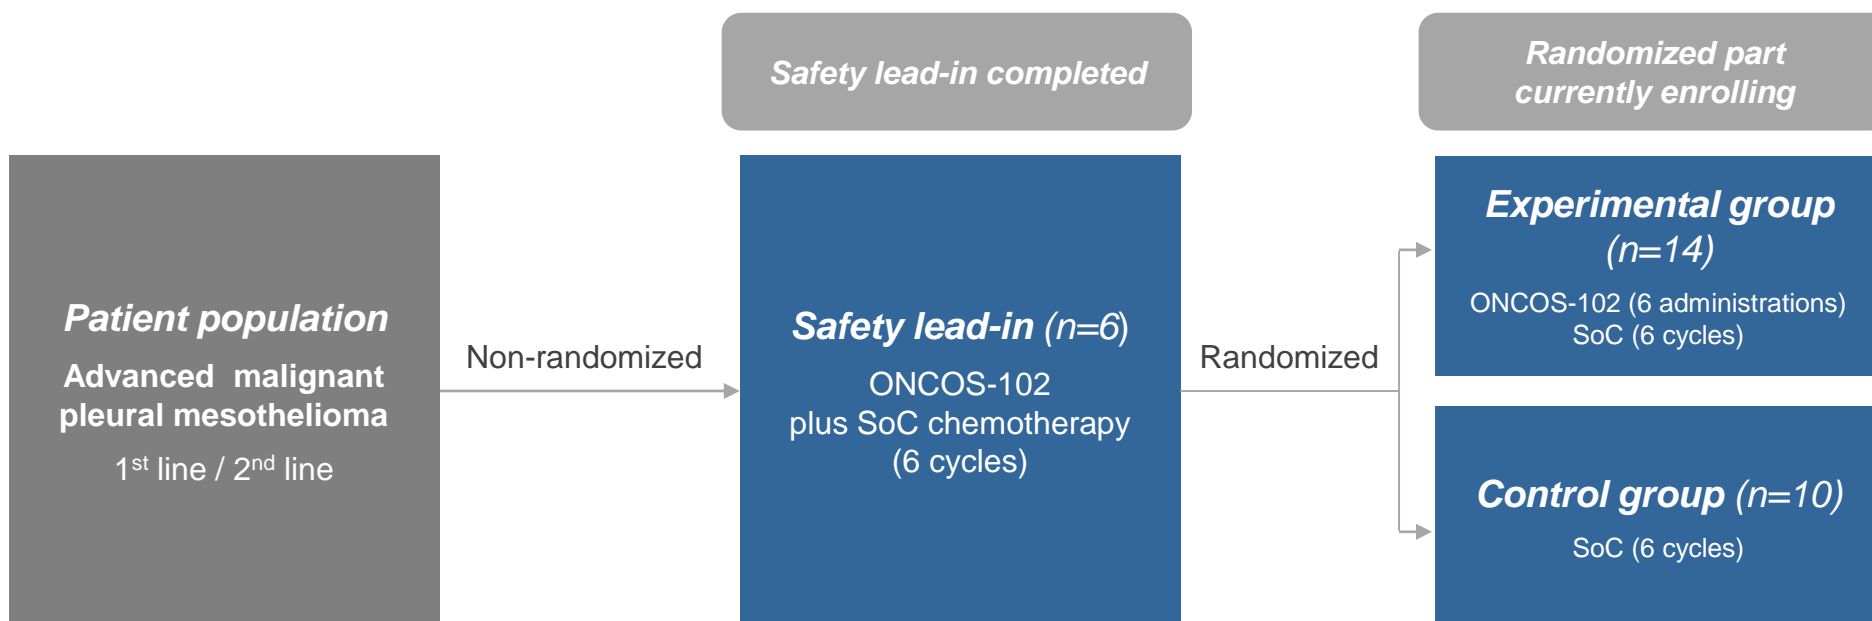 Safety lead-in completed
Randomized part
currently enrolling
Patient population
Advanced malignant
pleural mesothelioma
1st line / 2nd line
Non-randomized
Safety lead-in (n=6)
ONCOS-102
plus SoC chemotherapy
(6 cycles)
Randomized
Experimental group
(n=14)
ONCOS-102 (6 administrations)
SoC (6 cycles)
Control group (n=10)
SoC (6 cycles)